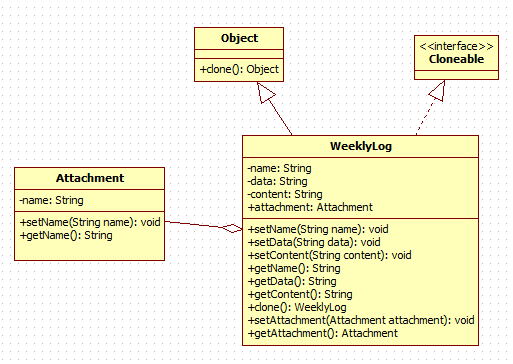 Object
+clone(): Object
<<interface>>
Cloneable
WeeklyLog
-name: String
-data: String
-content: String
+attachment: Attachment
+setName(String name): void
+setData(String data): void
+setContent(String content): void
+getName(): String
+getData(): String
+getContent(): String
+clone(): WeeklyLog
+setAttachment(Attachment attachment): void
+getAttachment(): Attachment
Attachment
-name: String
+setName(String name): void
+getName(): String